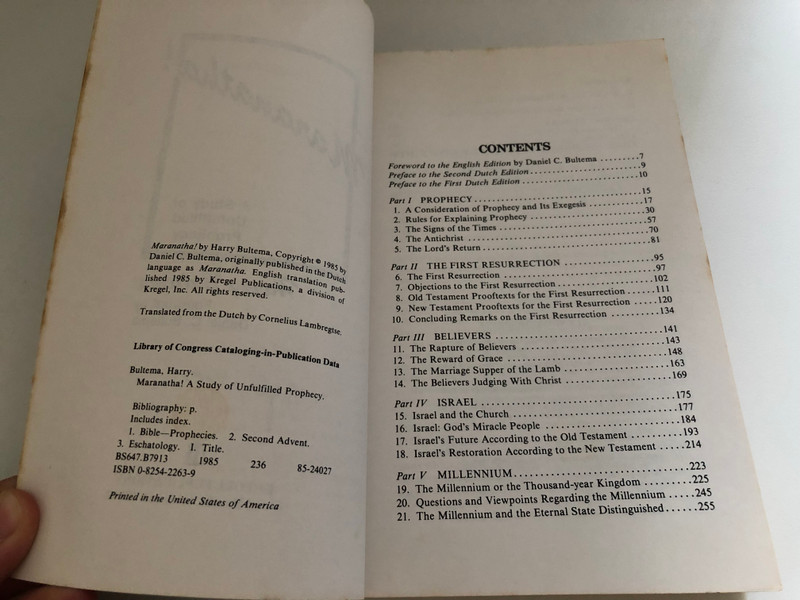 Maranatha! by Harry Bultema, Copyright © 1985 by
Daniel C. Bultema, originally published in the Dutch
language as Maranatha. English translation pub-
lished 1985 by Kregel Publications, a division of
Kregel, Inc. All rights reserved.
Translated from the Dutch by Cornelius Lambregtse.
Library of Congress Cataloging-in-Publication Data
Bultema, Harry.
Maranatha! A Study of Unfulfilled Prophecy.
Bibliography: p.
Includes index.
1. Bible—Prophecies. 2. Second Advent.
3. Eschatology. I. Title.
BS647.B7913 1985 236 85-24027
ISBN 0-8254-2263-9
Printed in the United States of America
CONTENTS
Foreword to the English Edition by Daniel C. Bultema .........7
Preface to the Second Dutch Edition .........9
Preface to the First Dutch Edition .........10
Part I PROPHECY .........15
1. A Consideration of Prophecy and Its Exegesis .........17
2. Rules for Explaining Prophecy .........30
3. The Signs of the Times .........57
4. The Antichrist .........70
5. The Lord's Return .........81
Part II THE FIRST RESURRECTION .........95
6. The First Resurrection .........97
7. Objections to the First Resurrection .........102
8. Old Testament Prooftexts for the First Resurrection ......111
9. New Testament Prooftexts for the First Resurrection .....120
10. Concluding Remarks on the First Resurrection .........134
Part III BELIEVERS .........141
11. The Rapture of Believers .........143
12. The Reward of Grace .........148
13. The Marriage Supper of the Lamb .........163
14. The Believers Judging With Christ .........169
Part IV ISRAEL .........175
15. Israel and the Church .........177
16. Israel: God's Miracle People .........184
17. Israel's Future According to the Old Testament .........193
18. Israel's Restoration According to the New Testament .....214
Part V MILLENNIUM .........223
19. The Millennium or the Thousand-year Kingdom .........225
20. Questions and Viewpoints Regarding the Millennium .....245
21. The Millennium and the Eternal State Distinguished ......255